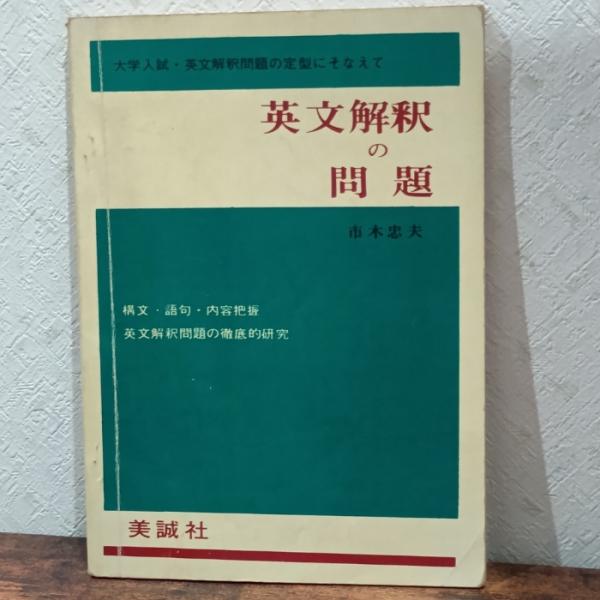 大学入試・英文解釈問題の定型にそなえて
英文解釈
の
問題
市木忠夫
構文・語句・内容把握
英文解釈問題の徹底的研究
美誠社